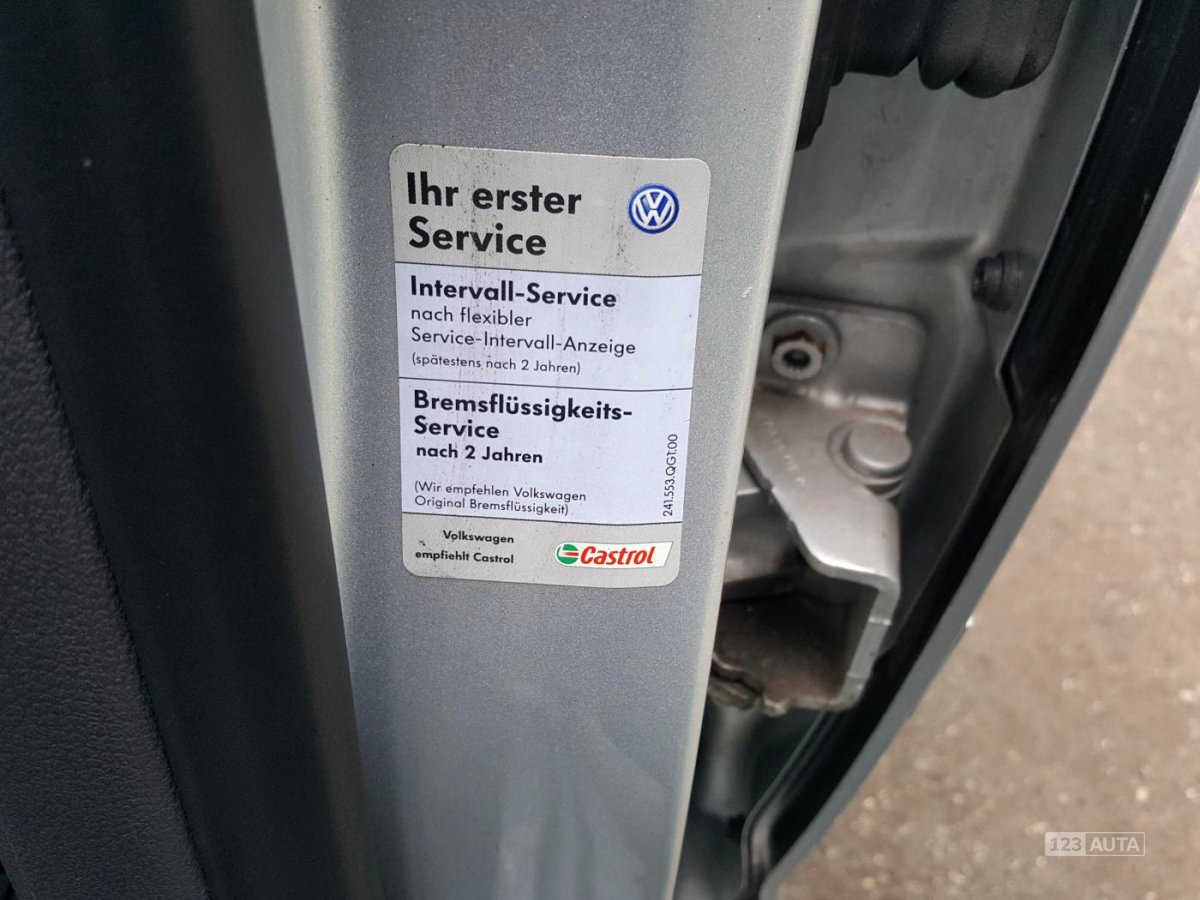 Ihr erster
Service
Intervall-Service
nach flexibler
Service-Intervall-Anzeige
(spätestens nach 2 Jahren)
Bremsflüssigkeits-
Service
nach 2 Jahren
(Wir empfehlen Volkswagen
Original Bremsflüssigkeit)
241.553.QGT.00
Volkswagen
empfiehlt Castrol
Castrol
123 AUTA